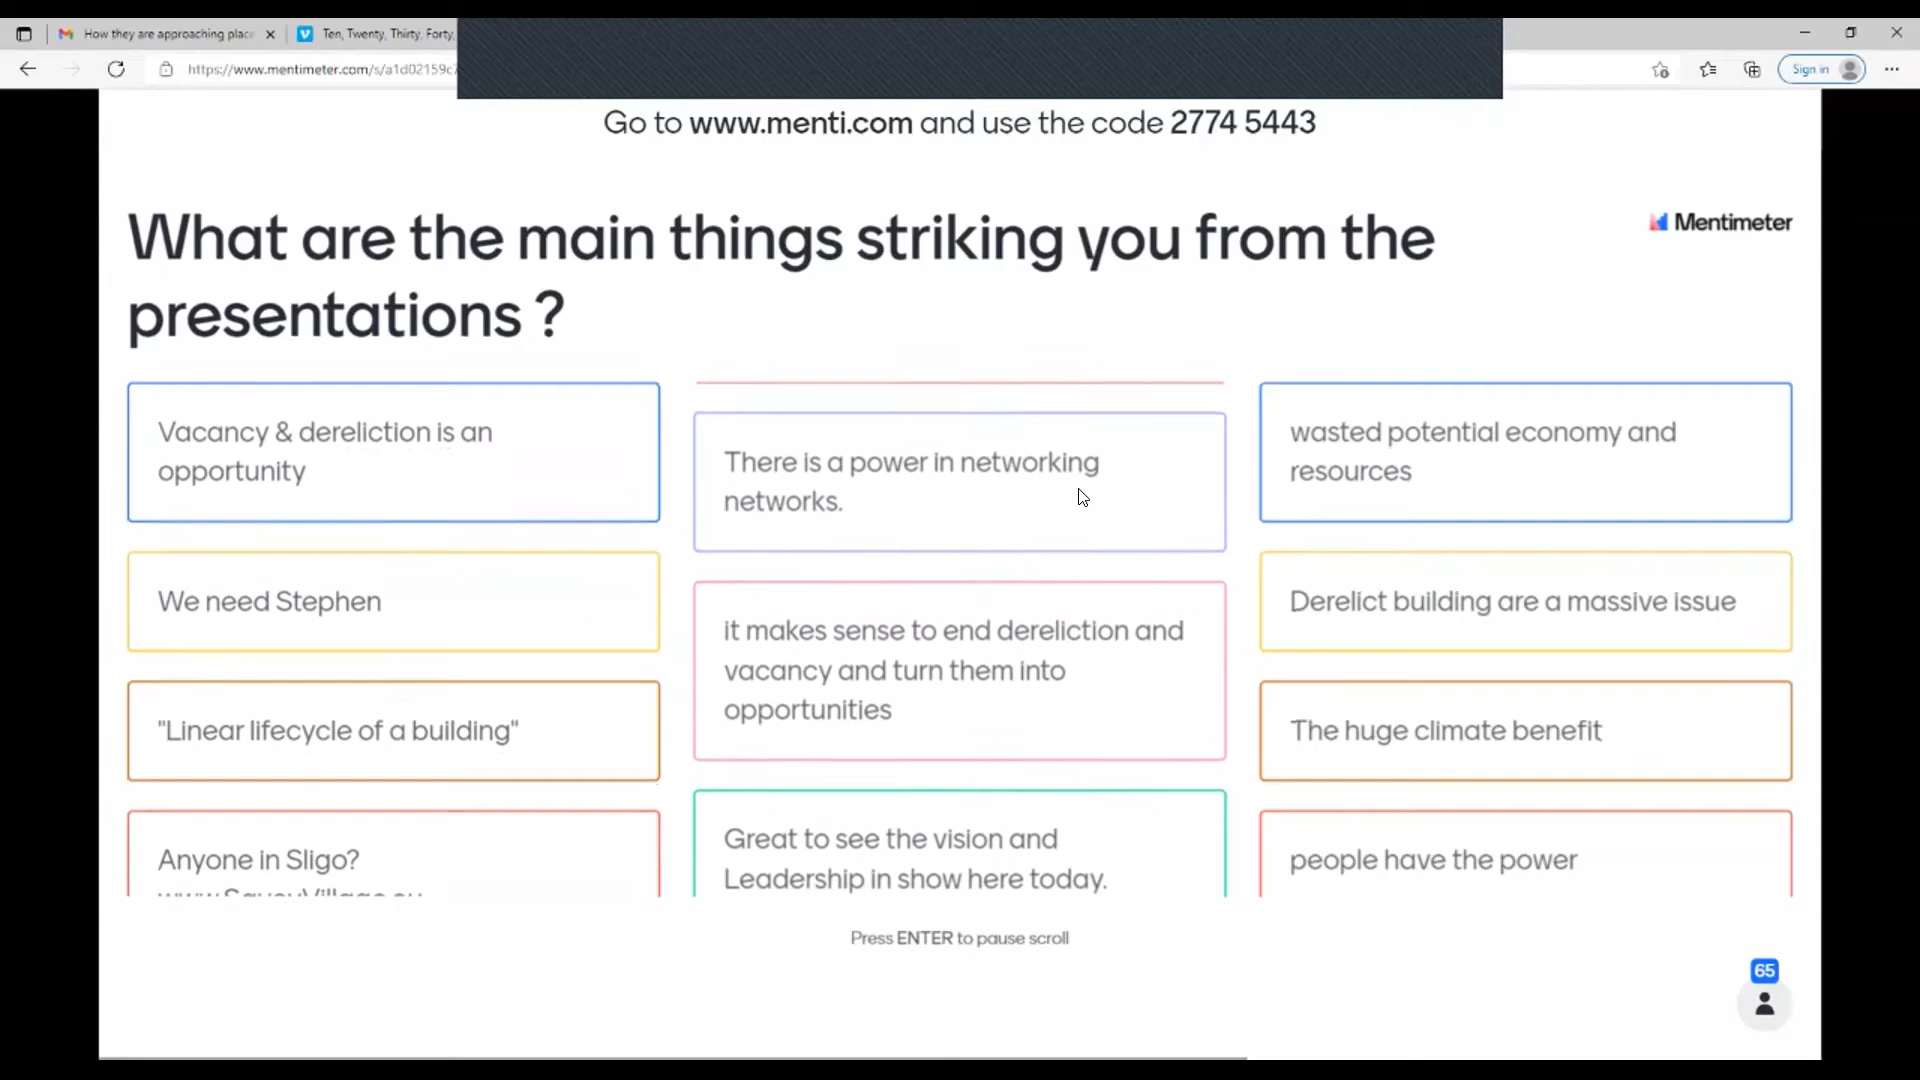 How they are approaching place
Ten, Twenty, Thirty, Forty,
https://www.mentimeter.com/s/a1d02159c7
Sign in
Go to www.menti.com and use the code 2774 5443
What are the main things striking you from the
presentations ?
Mentimeter
Vacancy & dereliction is an
opportunity
We need Stephen
"Linear lifecycle of a building"
Anyone in Sligo?
There is a power in networking
networks.
it makes sense to end dereliction and
vacancy and turn them into
opportunities
Great to see the vision and
Leadership in show here today.
wasted potential economy and
resources
Derelict building are a massive issue
The huge climate benefit
people have the power
Press ENTER to pause scroll
65